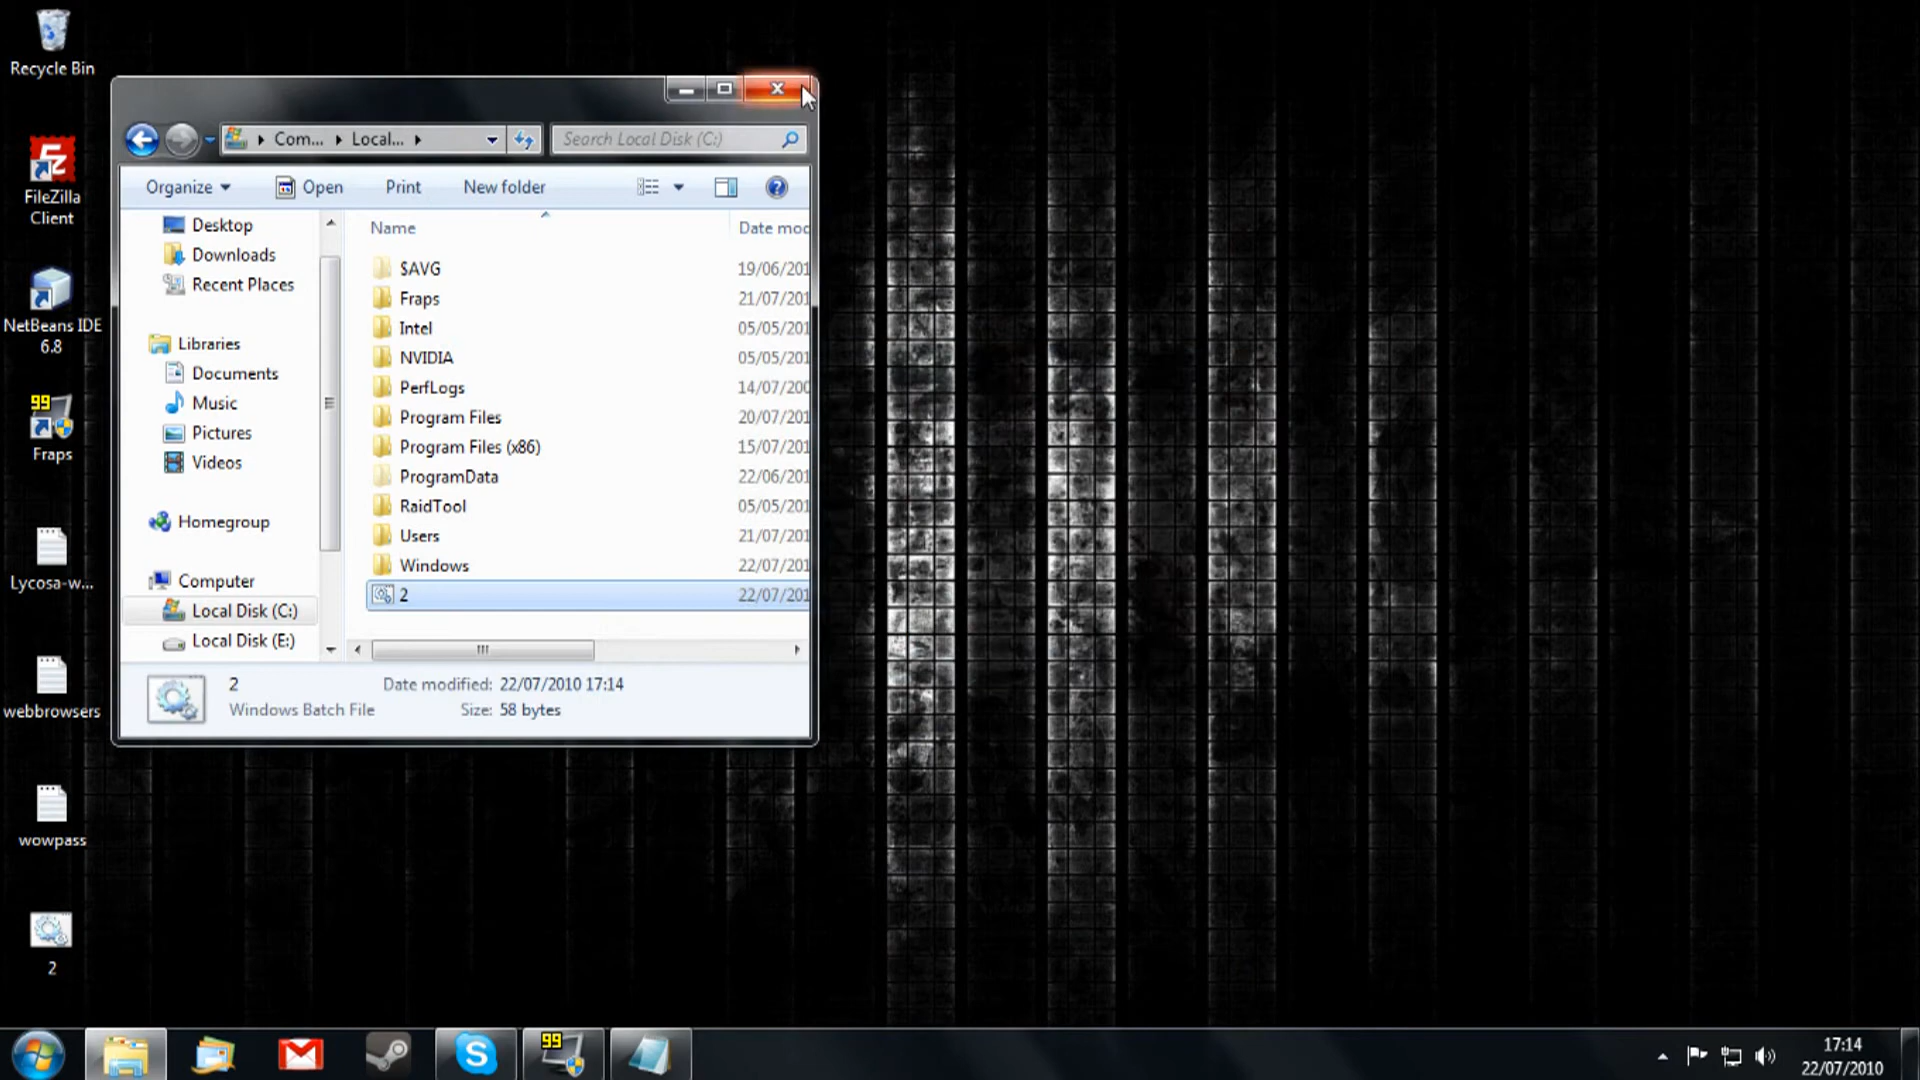 Recycle Bin
FileZilla
Client
NetBeans IDE
6.8
99
Fraps
Lycosa-w...
webbrowsers
wowpass
2
Com...
Local...
Search Local Disk (C:)
Organize
Open
Print
New folder
Desktop
Downloads
Recent Places
Libraries
Documents
Music
Pictures
Videos
Homegroup
Computer
Local Disk (C:)
Local Disk (E:)
Name Date moc
$AVG 19/06/201
Fraps 21/07/201
Intel 05/05/201
NVIDIA 05/05/201
PerfLogs 14/07/200
Program Files 20/07/201
Program Files (x86) 15/07/201
ProgramData 22/06/201
RaidTool 05/05/201
Users 21/07/201
Windows 22/07/201
2 22/07/201
2 Date modified: 22/07/2010 17:14
Windows Batch File Size: 58 bytes
99
17:14
22/07/2010